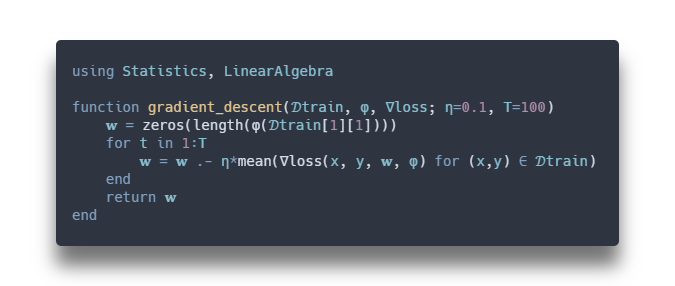 using Statistics, LinearAlgebra
function gradient_descent(𝒟train, φ, ∇loss; η=0.1, T=100)
    𝐰 = zeros(length(φ(𝒟train[1][1])))
    for t in 1:T
        𝐰 = 𝐰 .- η*mean(∇loss(x, y, 𝐰, φ) for (x,y) ∈ 𝒟train)
    end
    return 𝐰
end